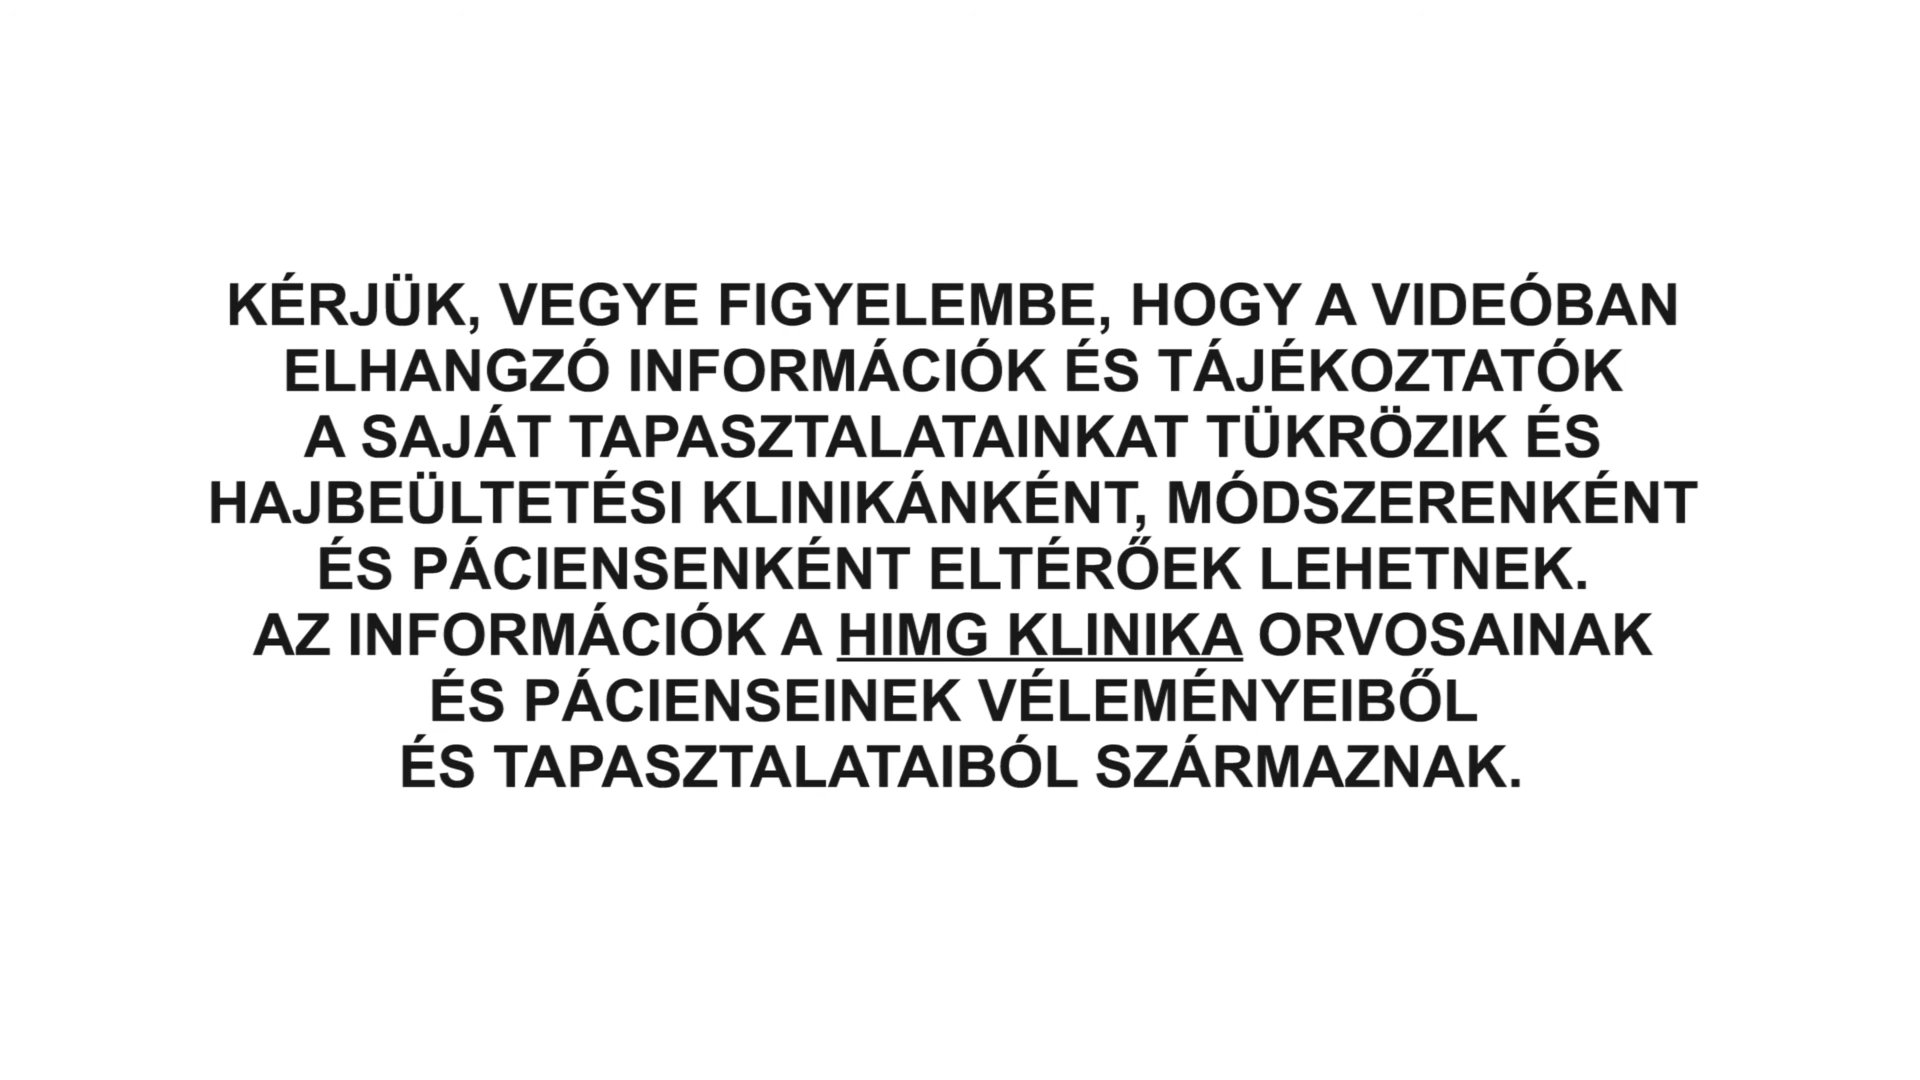 KÉRJÜK, VEGYE FIGYELEMBE, HOGY A VIDEÓBAN
ELHANGZÓ INFORMÁCIÓK ÉS TÁJÉKOZTATÓK
A SAJÁT TAPASZTALATAINKAT TÜKRÖZIK ÉS
HAJBEÜLTETÉSI KLINIKÁNKÉNT, MÓDSZERENKÉNT
ÉS PÁCIENSENKÉNT ELTÉRŐEK LEHETNEK.
AZ INFORMÁCIÓK A HIMG KLINIKA ORVOSAINAK
ÉS PÁCIENSEINEK VÉLEMÉNYEIBŐL
ÉS TAPASZTALATAIBÓL SZÁRMAZNAK.